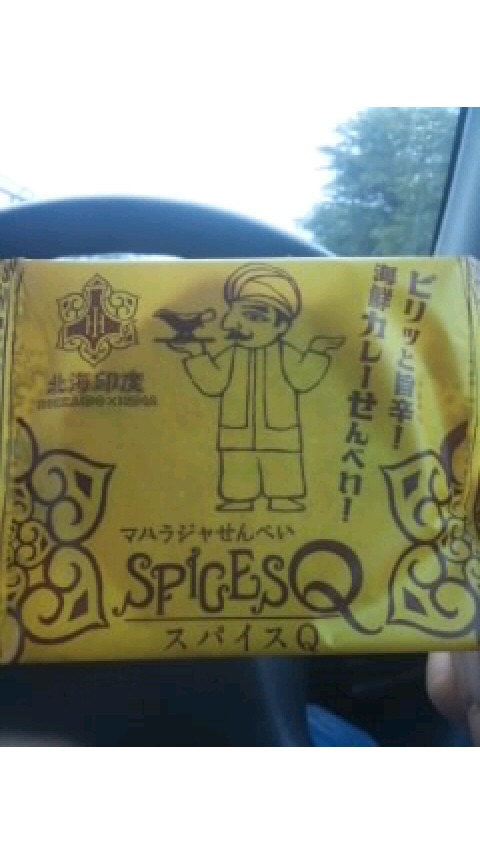 ピリッと旨辛!
海鮮カレーせんべい!
北海印度
HOKKAIDO×INDIA
マハラジャせんべい
SPICESQ
スパイスQ